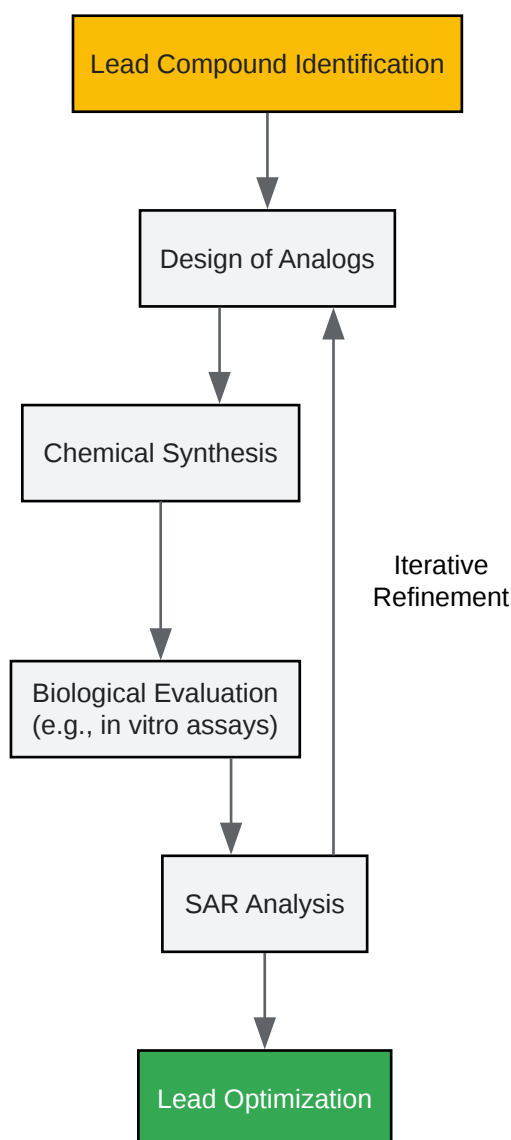 Lead Compound Identification
Design of Analogs
Chemical Synthesis
Iterative
Refinement
Biological Evaluation
(e.g., in vitro assays)
SAR Analysis
Lead Optimization